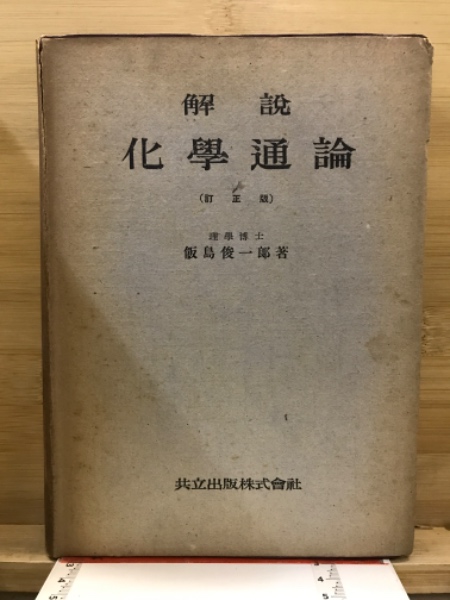 解説
化學通論
(訂正版)
理學博士
飯島俊一郎著
共立出版株式會社